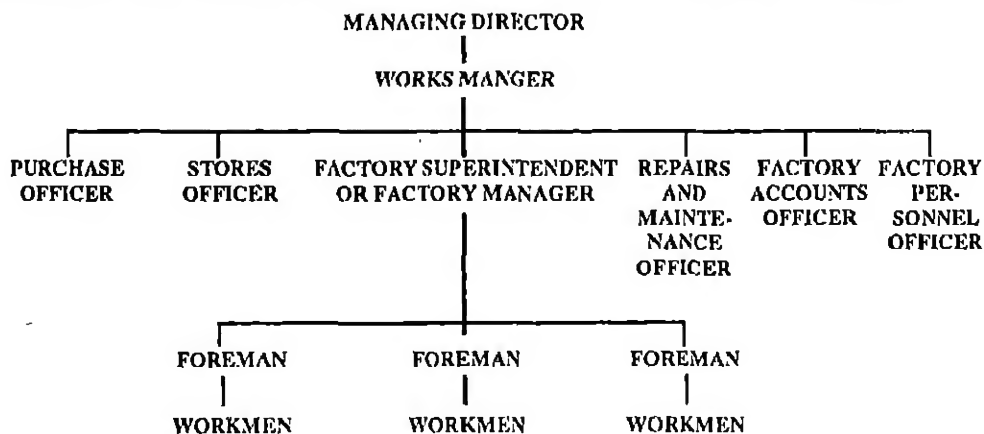 MANAGING DIRECTOR
WORKS MANGER
PURCHASE
OFFICER
STORES
OFFICER
FACTORY SUPERINTENDENT
OR FACTORY MANAGER
REPAIRS
AND
MAINTE-
NANCE
OFFICER
FACTORY
ACCOUNTS
OFFICER
FACTORY
PER-
SONNEL
OFFICER
FOREMAN
FOREMAN
FOREMAN
WORKMEN
WORKMEN
WORKMEN